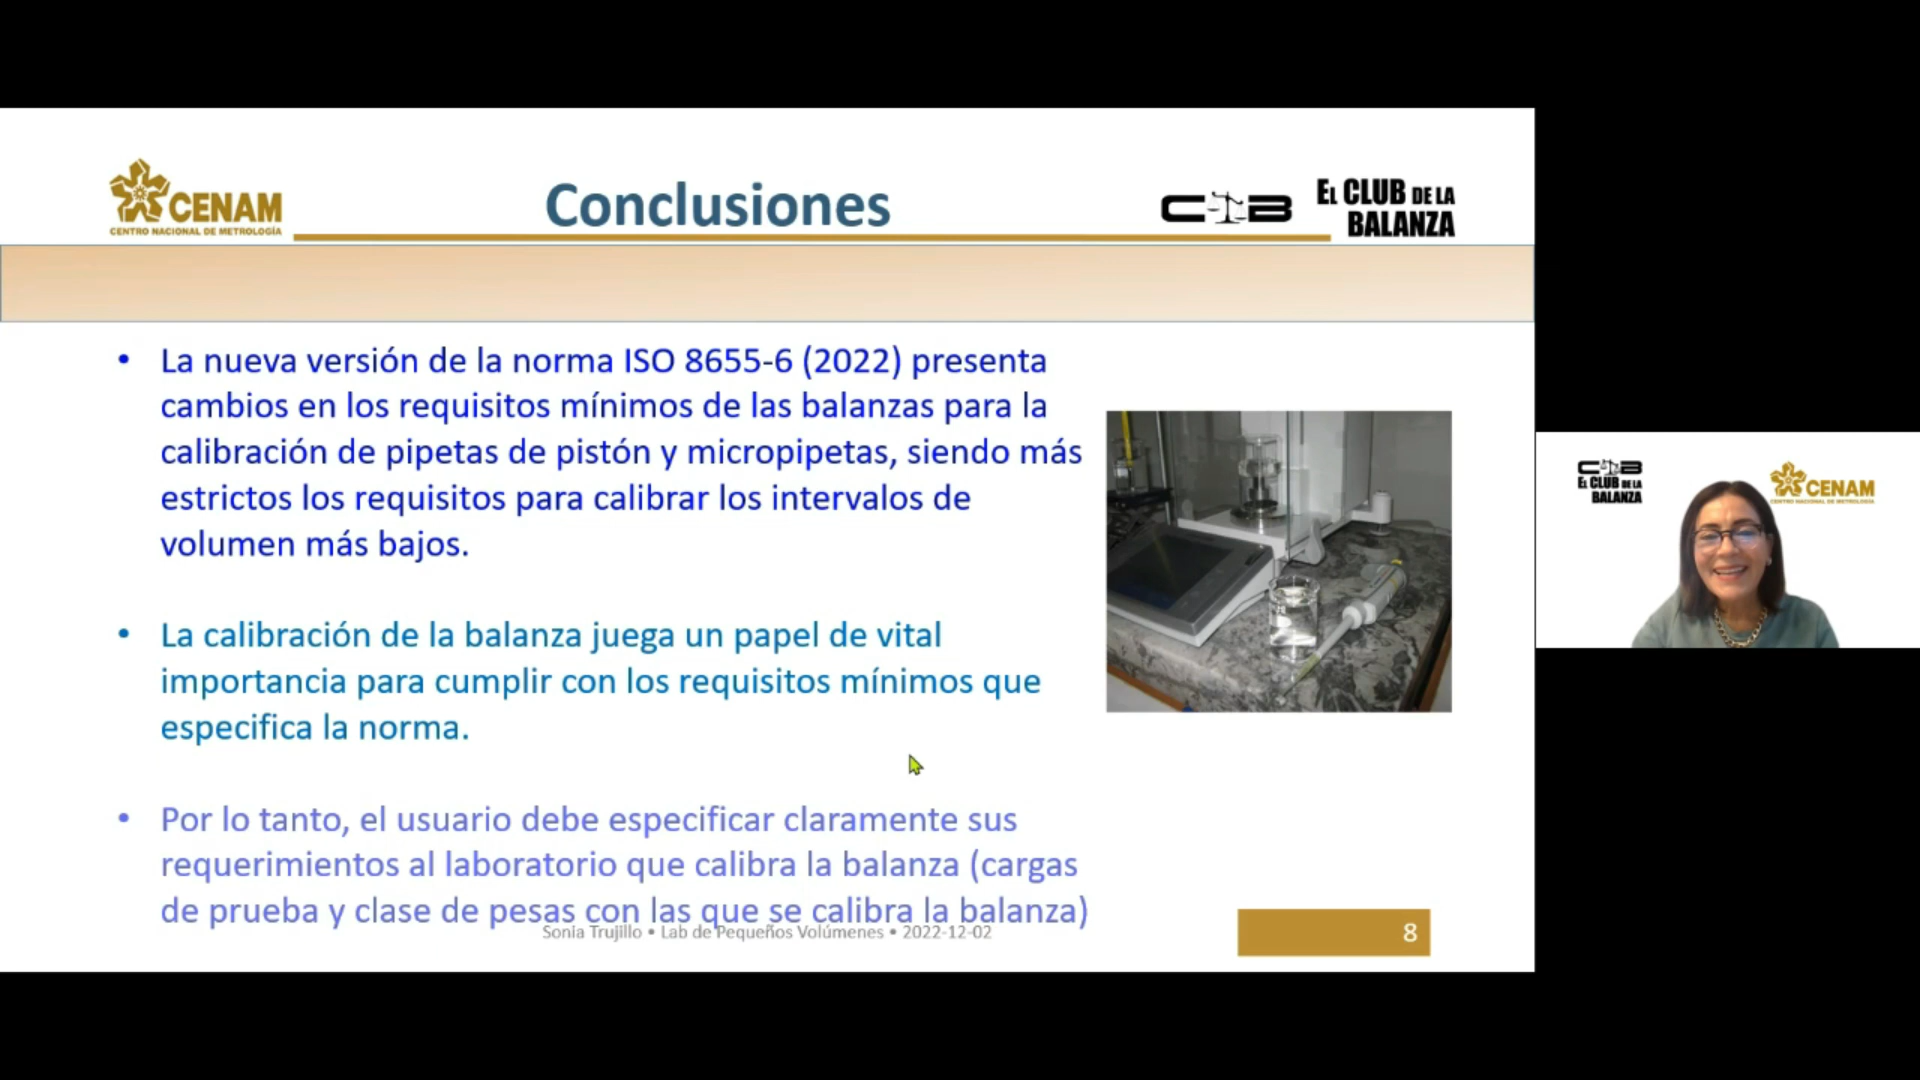 CENAM
CENTRO NACIONAL DE METROLOGÍA
Conclusiones
CB
EL CLUB DE LA
BALANZA
• La nueva versión de la norma ISO 8655-6 (2022) presenta
cambios en los requisitos mínimos de las balanzas para la
calibración de pipetas de pistón y micropipetas, siendo más
estrictos los requisitos para calibrar los intervalos de
volumen más bajos.
• La calibración de la balanza juega un papel de vital
importancia para cumplir con los requisitos mínimos que
especifica la norma.
• Por lo tanto, el usuario debe especificar claramente sus
requerimientos al laboratorio que calibra la balanza (cargas
de prueba y clase de pesas con las que se calibra la balanza)
Sonia Trujillo • Lab de Pequeños Volúmenes • 2022-12-02
8
CB
EL CLUB DE LA
BALANZA
CENAM
CENTRO NACIONAL DE METROLOGÍA